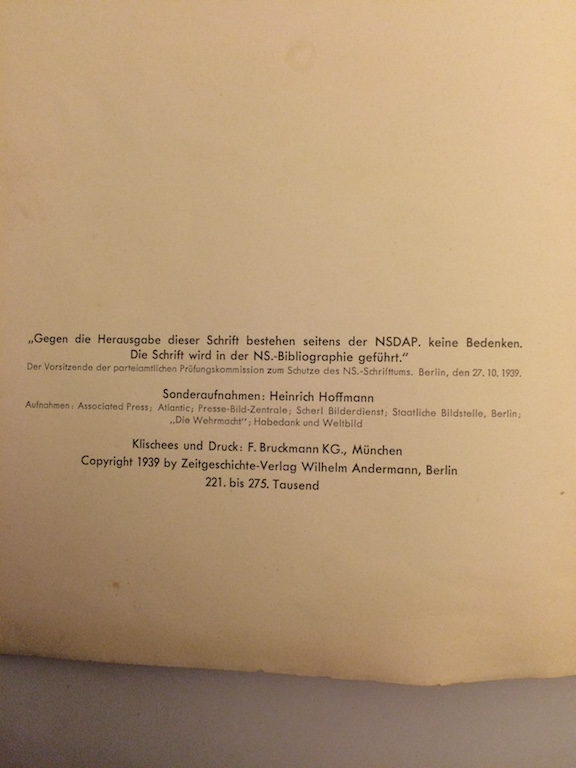 „Gegen die Herausgabe dieser Schrift bestehen seitens der NSDAP. keine Bedenken.
Die Schrift wird in der NS.-Bibliographie geführt.“
Der Vorsitzende der parteiamtlichen Prüfungskommission zum Schutze des NS.-Schrifttums. Berlin, den 27. 10. 1939.
Sonderaufnahmen: Heinrich Hoffmann
Aufnahmen: Associated Press; Atlantic; Presse-Bild-Zentrale; Scherl Bilderdienst; Staatliche Bildstelle, Berlin;
„Die Wehrmacht“; Habedank und Weltbild
Klischees und Druck: F. Bruckmann KG., München
Copyright 1939 by Zeitgeschichte-Verlag Wilhelm Andermann, Berlin
221. bis 275. Tausend